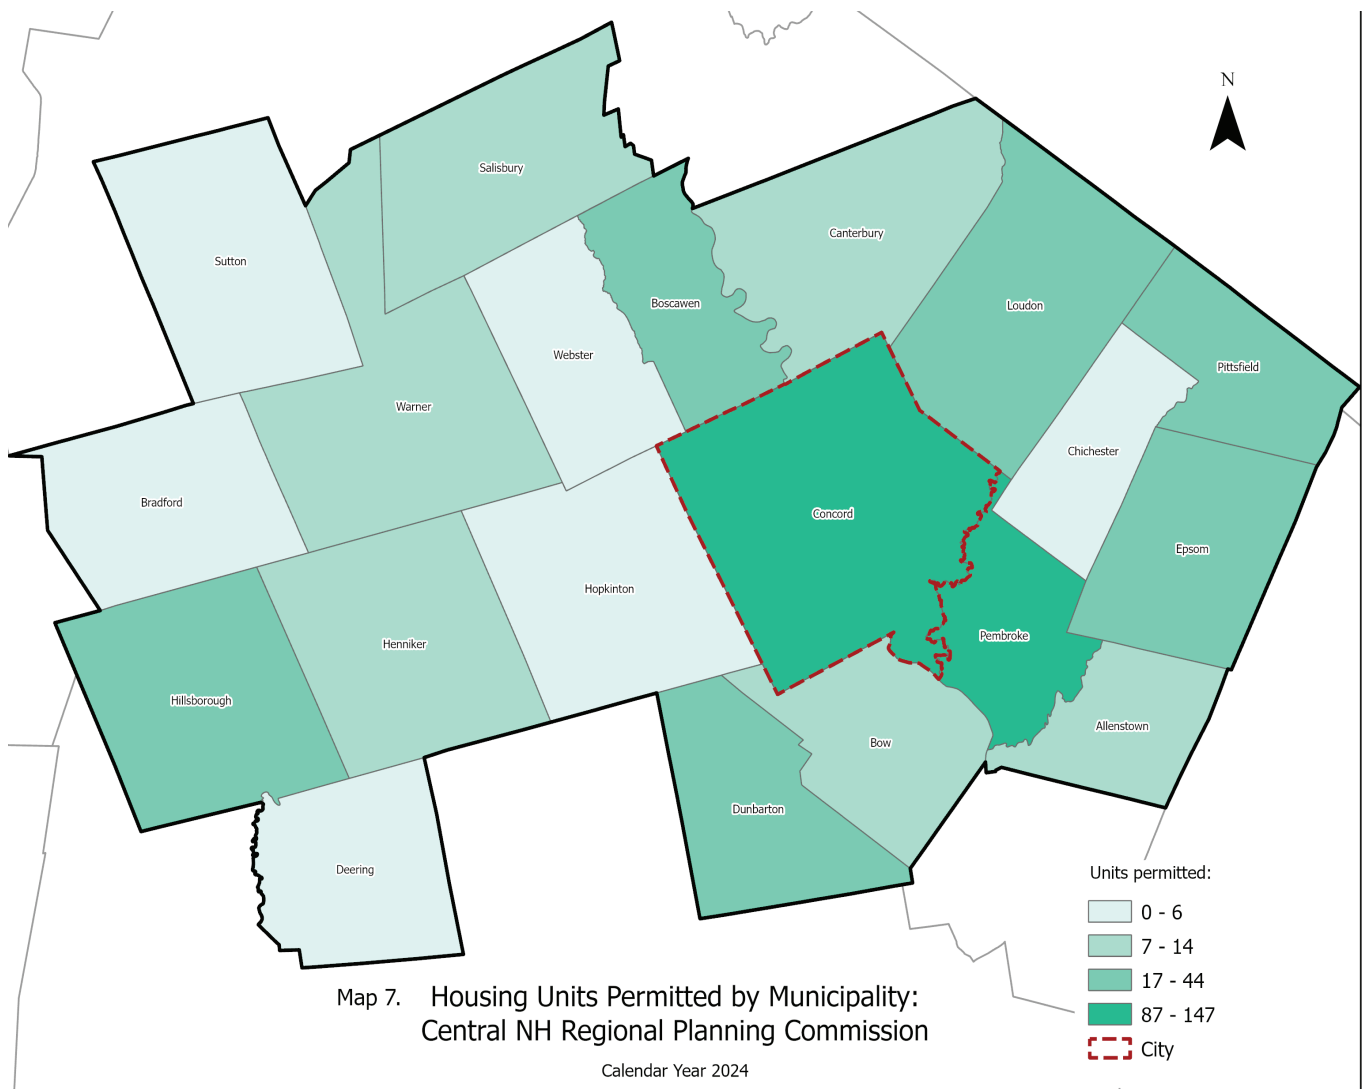 N
Salisbury
Canterbury
Sutton
Boscawen
Loudon
Webster
Pittsfield
Warner
Chichester
Bradford
Concord
Epsom
Hopkinton
Pembroke
Henniker
Hillsborough
Allenstown
Bow
Dunbarton
Deering
Units permitted:
0 - 6
7 - 14
17 - 44
87 - 147
City
Map 7. Housing Units Permitted by Municipality:
Central NH Regional Planning Commission
Calendar Year 2024